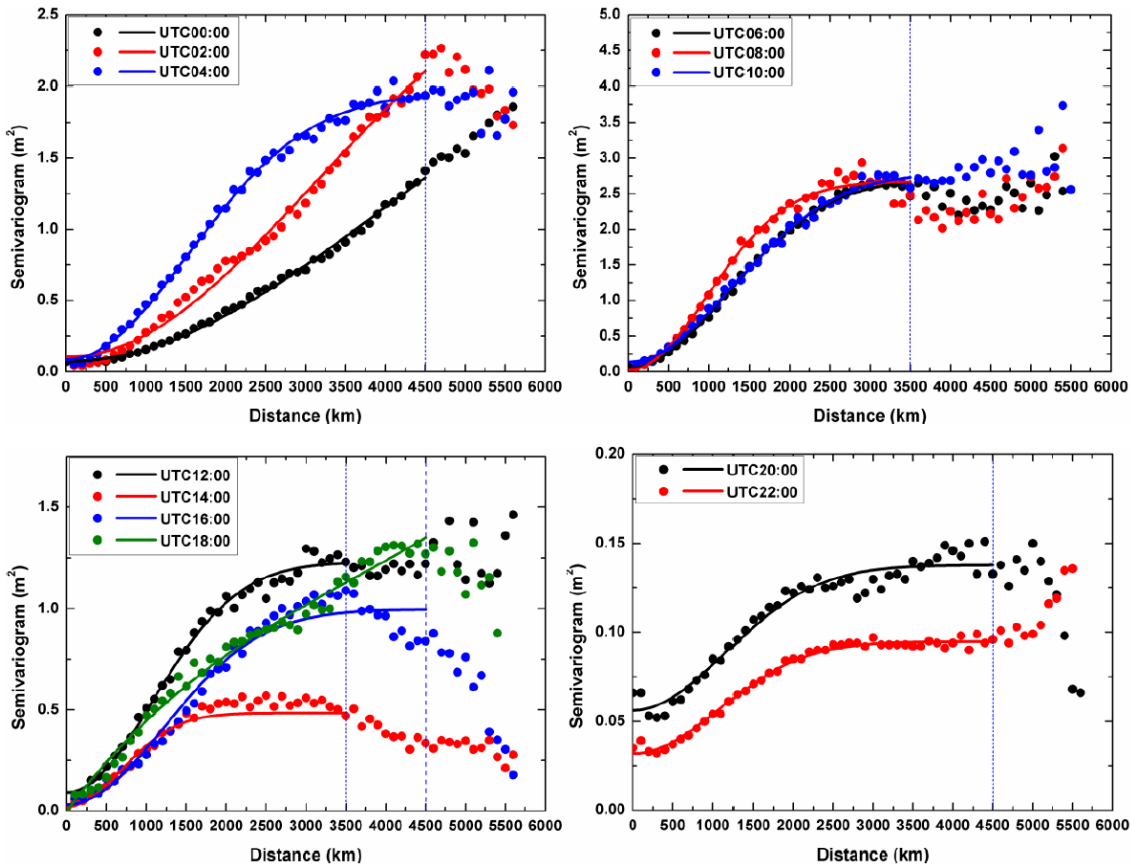 UTC00:00
UTC02:00
UTC04:00
Semivariogram (m²)
2.5
2.0
1.5
1.0
0.5
0.0
0 500 1000 1500 2000 2500 3000 3500 4000 4500 5000 5500 6000
Distance (km)
UTC06:00
UTC08:00
UTC10:00
Semivariogram (m²)
5.0
4.5
4.0
3.5
3.0
2.5
2.0
1.5
1.0
0.5
0.0
0 500 1000 1500 2000 2500 3000 3500 4000 4500 5000 5500 6000
Distance (km)
UTC12:00
UTC14:00
UTC16:00
UTC18:00
Semivariogram (m²)
1.5
1.0
0.5
0.0
0 500 1000 1500 2000 2500 3000 3500 4000 4500 5000 5500 6000
Distance (km)
UTC20:00
UTC22:00
Semivariogram (m²)
0.20
0.15
0.10
0.05
0.00
0 500 1000 1500 2000 2500 3000 3500 4000 4500 5000 5500 6000
Distance (km)